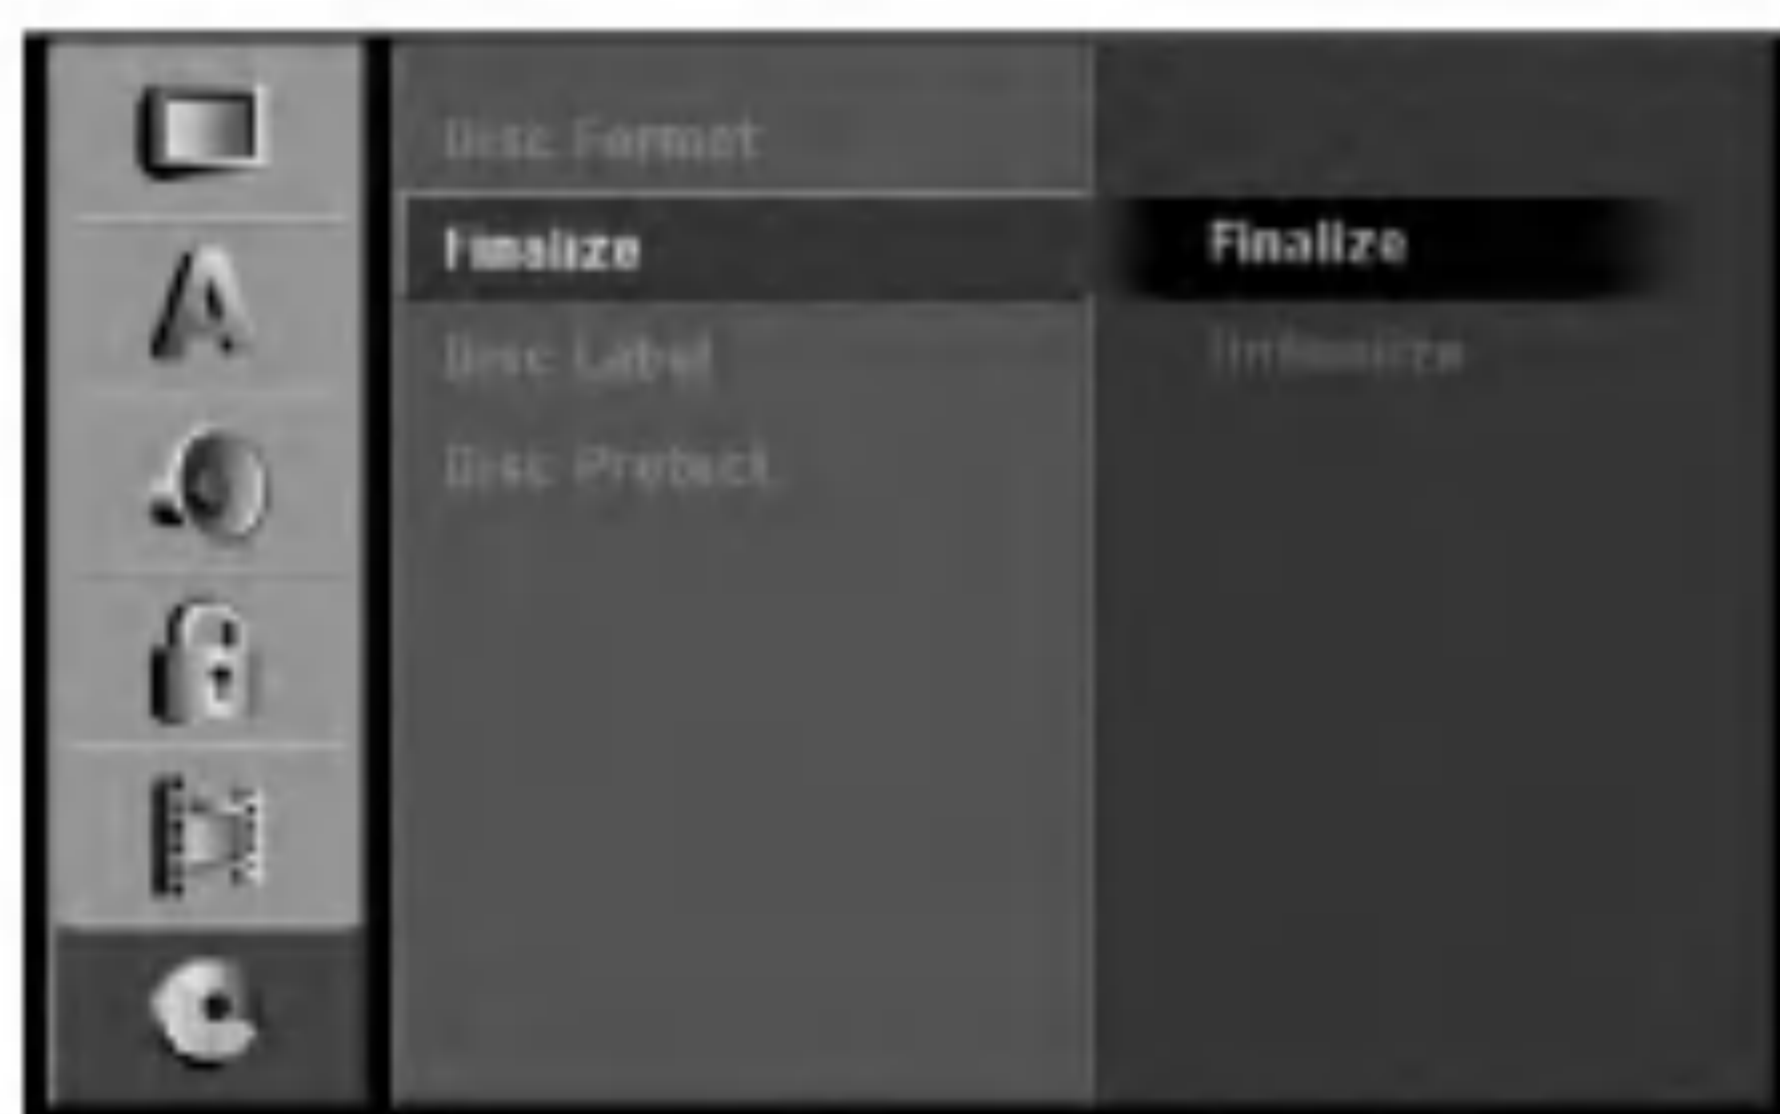 Disc Format
Finalize
Disc Label
Disc Protect
Finalize
Unfinalize